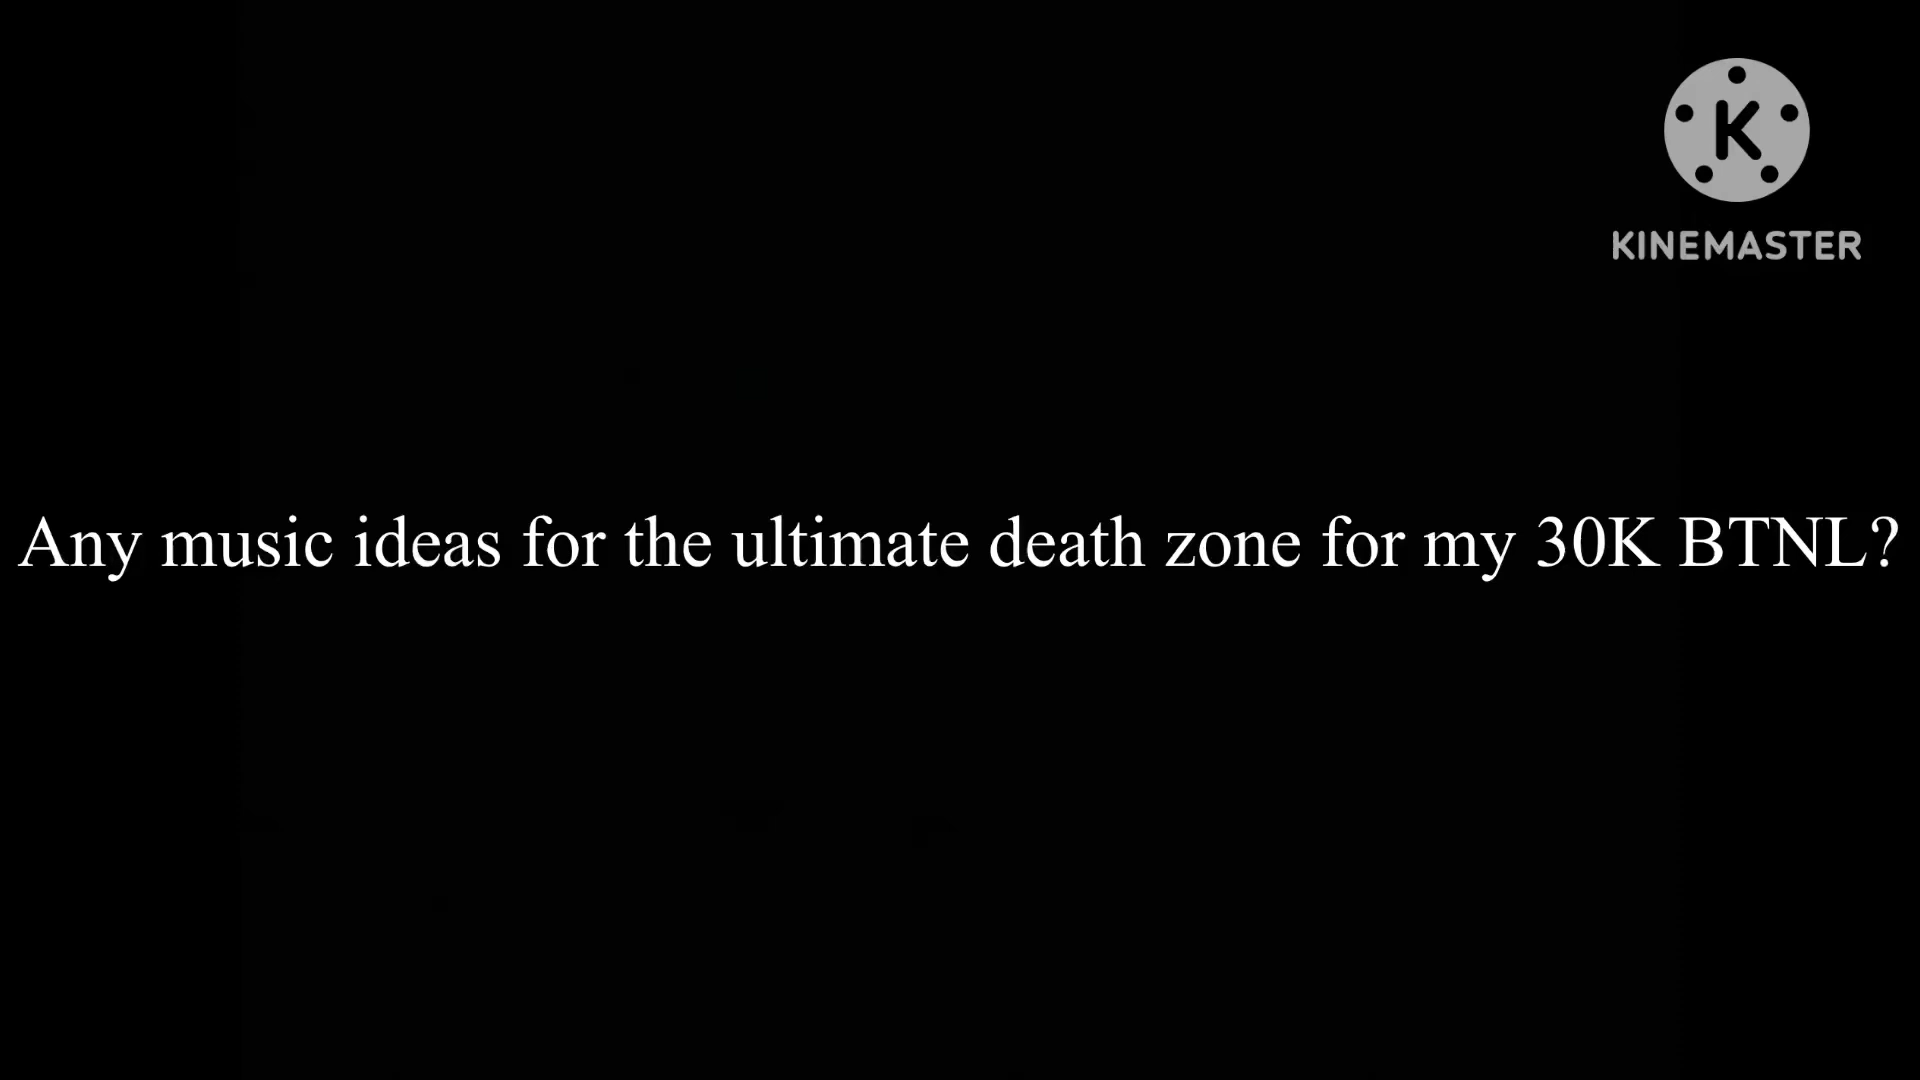 K
KINEMASTER
Any music ideas for the ultimate death zone for my 30K BTNL?